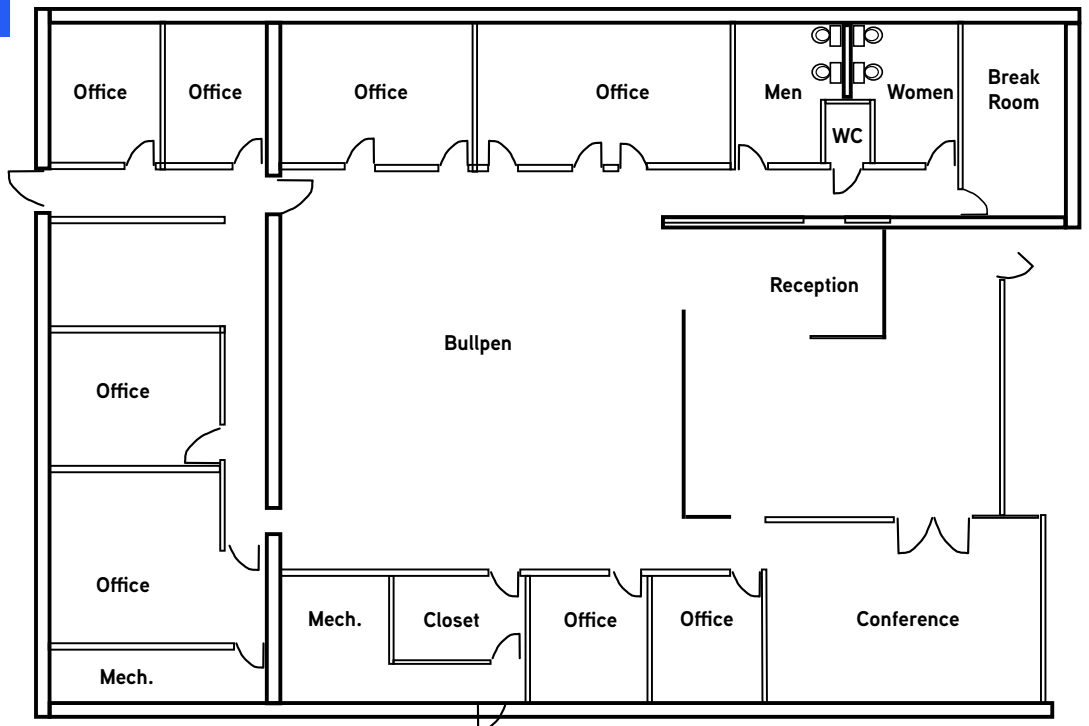 Office
Office
Office
Office
Men
Women
Break
Room
WC
Reception
Bullpen
Office
Office
Mech.
Closet
Office
Office
Conference
Mech.